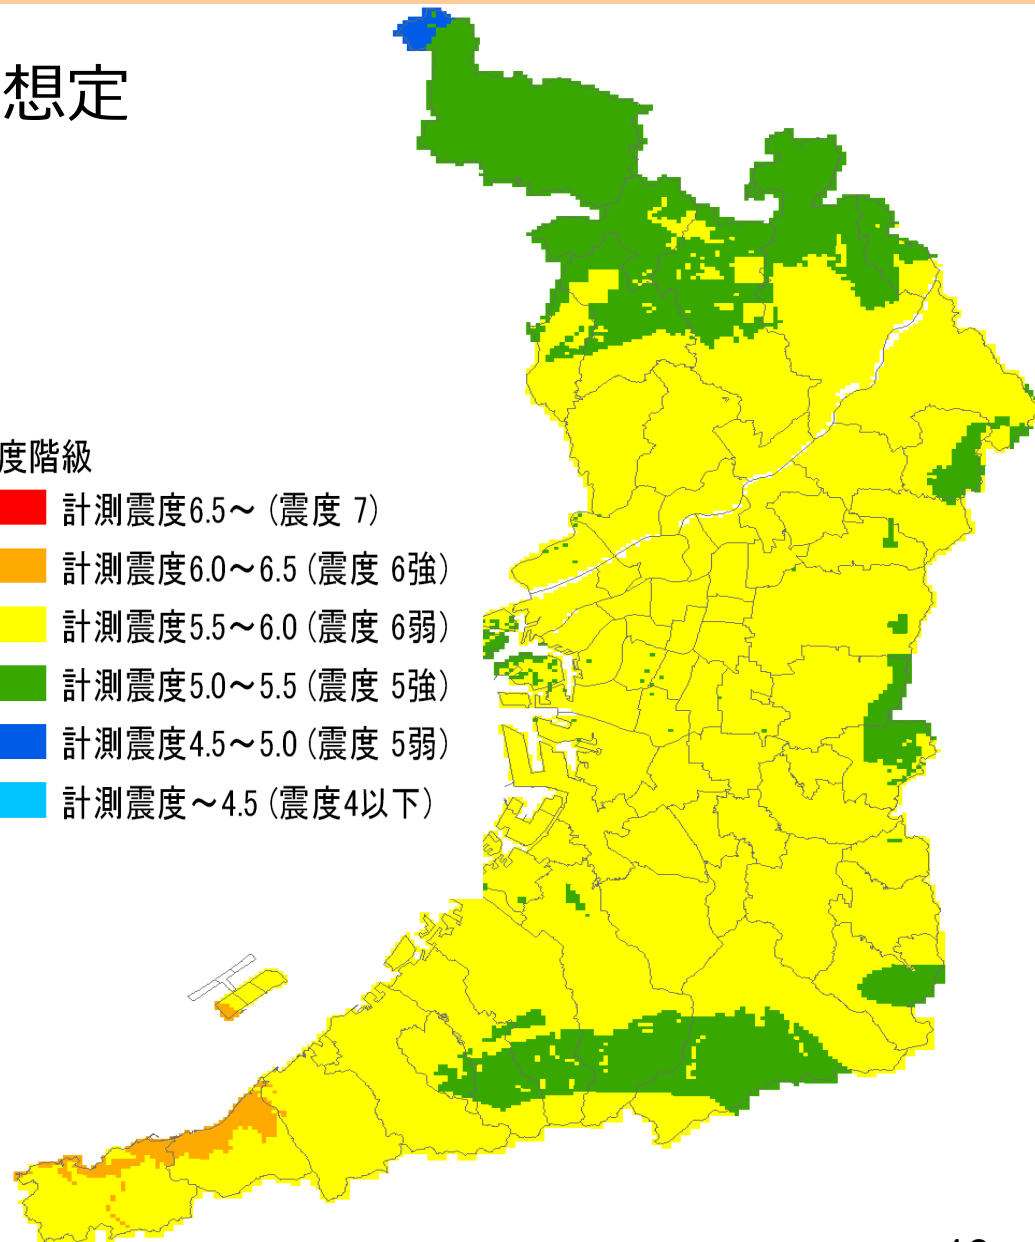 想定
度階級
計測震度6.5～（震度 7）
計測震度6.0～6.5（震度 6強）
計測震度5.5～6.0（震度 6弱）
計測震度5.0～5.5（震度 5強）
計測震度4.5～5.0（震度 5弱）
計測震度～4.5（震度4以下）